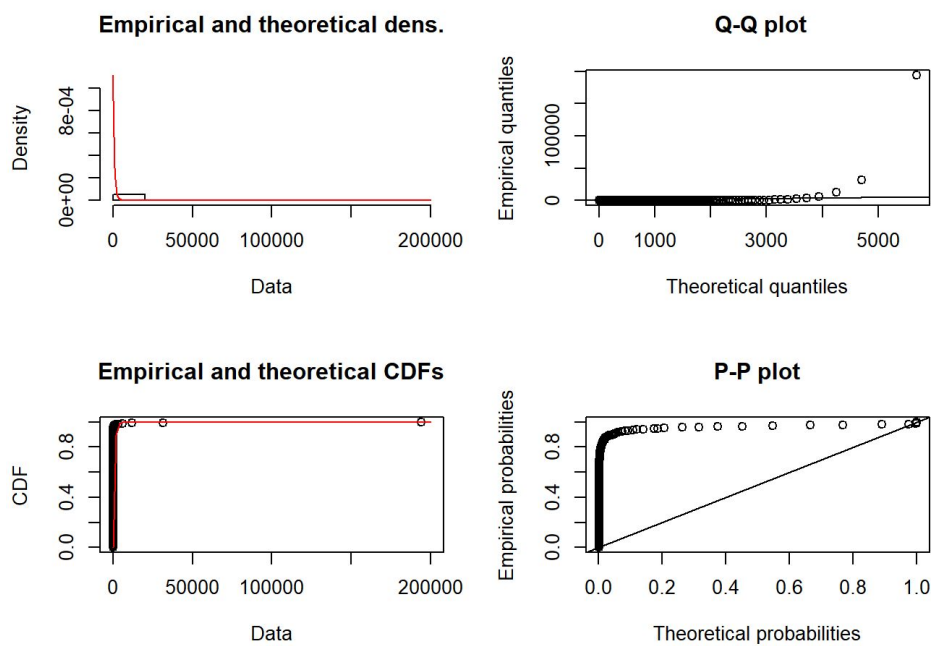 Empirical and theoretical dens.
Density
0e+00
8e-04
0
50000
100000
200000
Data
Q-Q plot
Empirical quantiles
0
100000
0
1000
3000
5000
Theoretical quantiles
Empirical and theoretical CDFs
CDF
0.0
0.4
0.8
0
50000
100000
200000
Data
P-P plot
Empirical probabilities
0.0
0.4
0.8
0.0
0.2
0.4
0.6
0.8
1.0
Theoretical probabilities